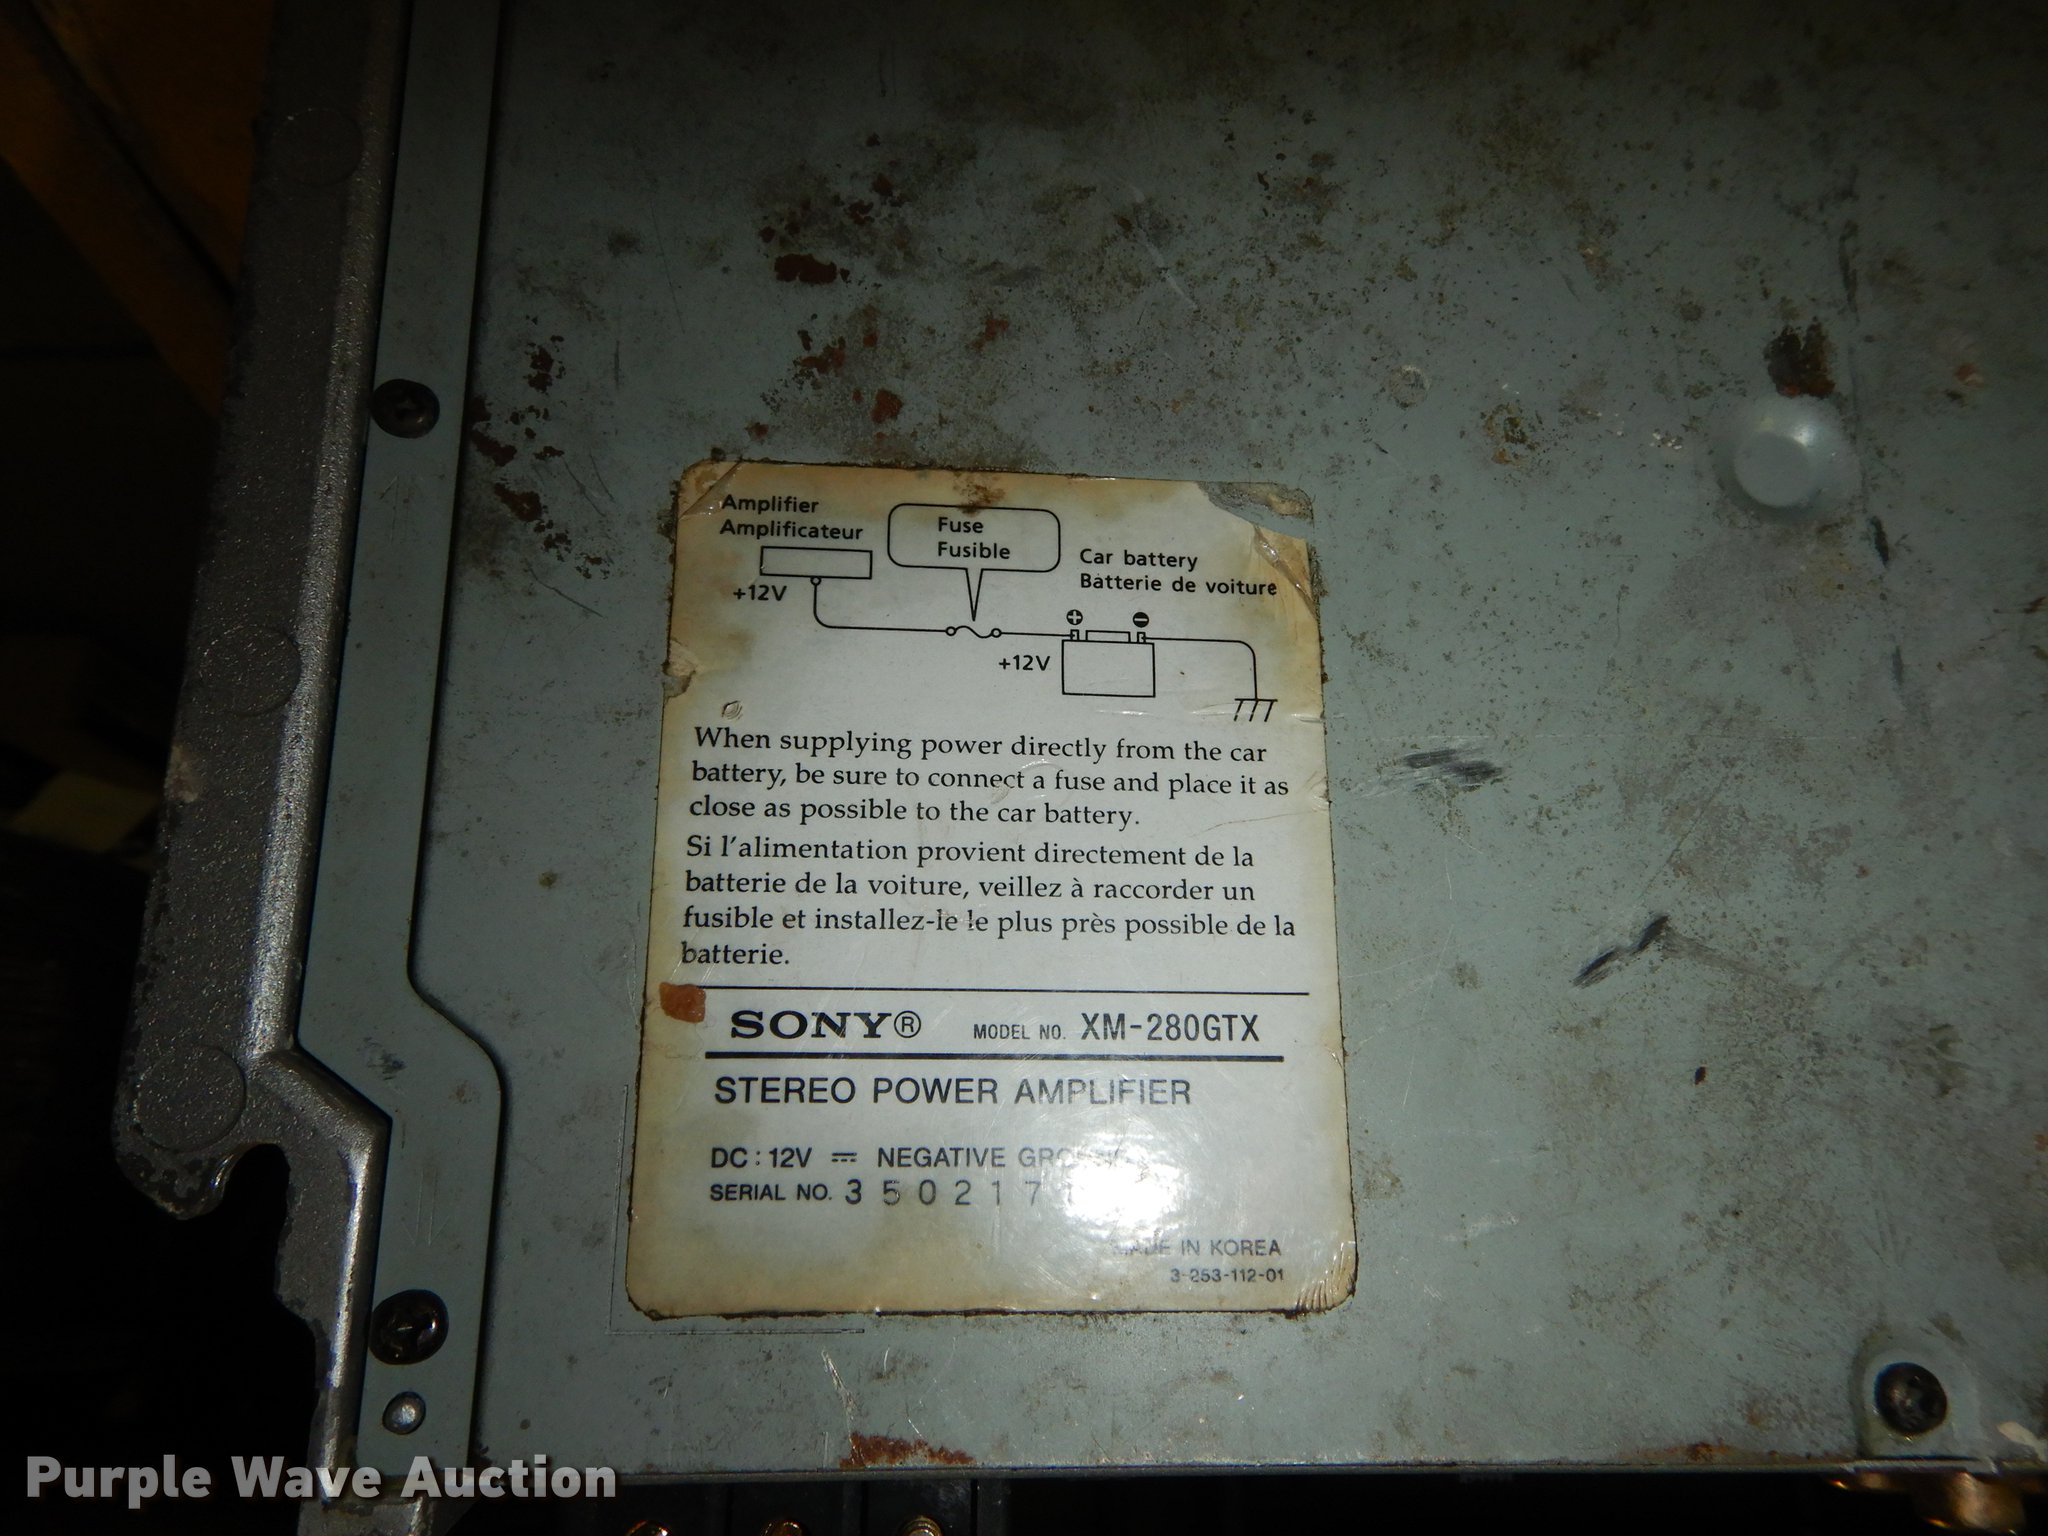 Amplifier
Amplificateur
Fuse
Fusible
Car battery
Batterie de voiture
+12V
+12V
When supplying power directly from the car
battery, be sure to connect a fuse and place it as
close as possible to the car battery.
Si l'alimentation provient directement de la
batterie de la voiture, veillez à raccorder un
fusible et installez-le le plus près possible de la
batterie.
SONY® MODEL NO. XM-280GTX
STEREO POWER AMPLIFIER
DC : 12V ⎓ NEGATIVE
SERIAL NO.
MADE IN KOREA
3-253-112-01
Purple Wave Auction